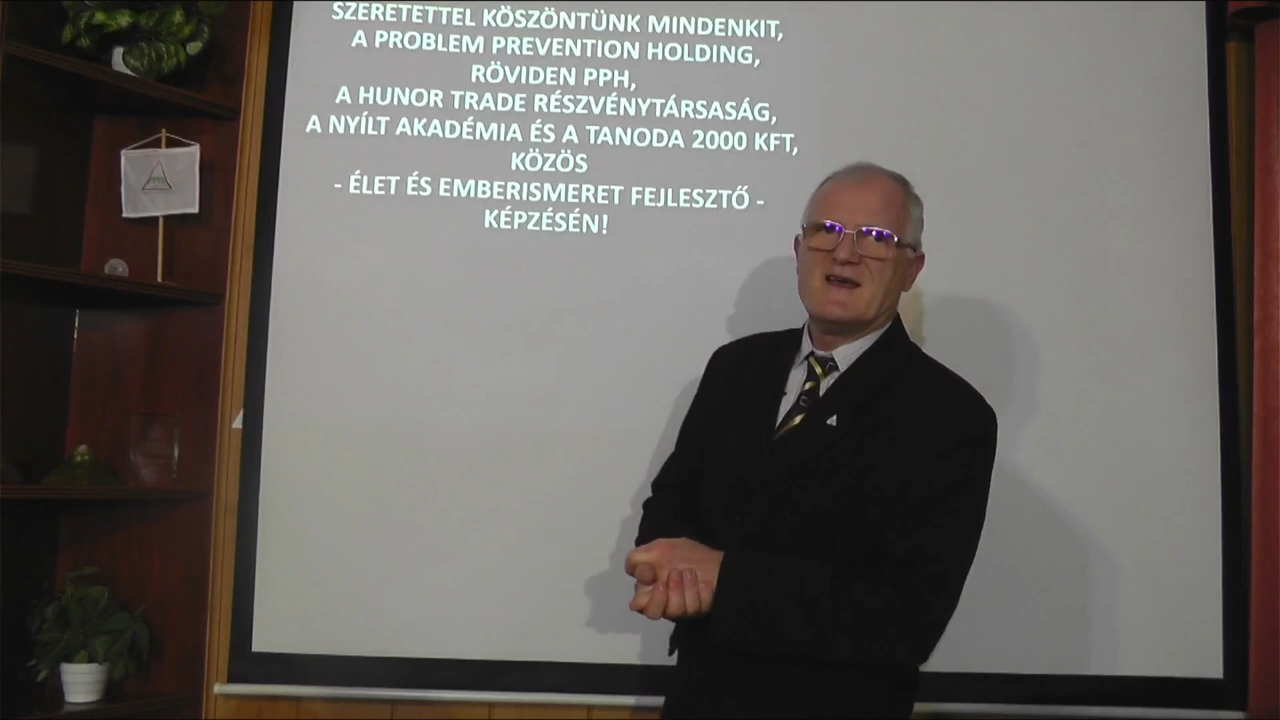 SZERETETTEL KÖSZÖNTÜNK MINDENKIT,
A PROBLEM PREVENTION HOLDING,
RÖVIDEN PPH,
A HUNOR TRADE RÉSZVÉNYTÁRSASÁG,
A NYÍLT AKADÉMIA ÉS A TANODA 2000 KFT,
KÖZÖS
- ÉLET ÉS EMBERISMERET FEJLESZTŐ -
KÉPZÉSÉN!